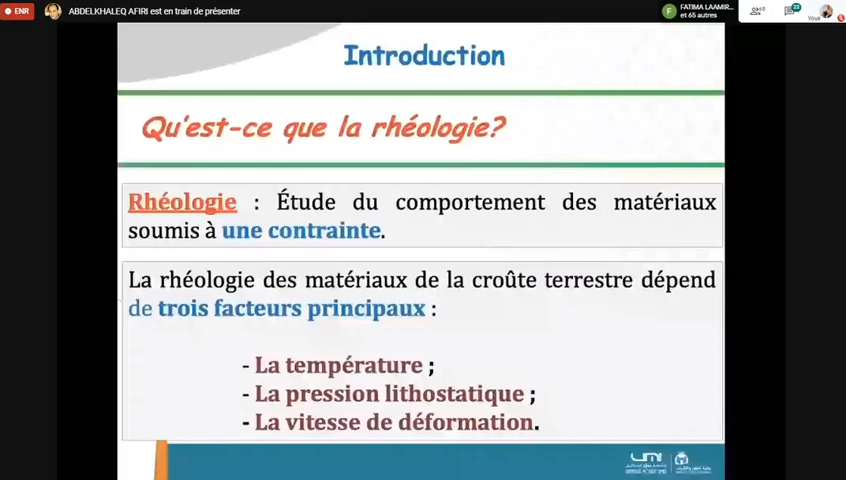 ENR
ABDELKHALEQ AFIRI est en train de présenter
F
FATIMA LAAMIR...
et 65 autres
22
Vous
Introduction
Qu'est-ce que la rhéologie?
Rhéologie : Étude du comportement des matériaux
soumis à une contrainte.
La rhéologie des matériaux de la croûte terrestre dépend
de trois facteurs principaux :
- La température ;
- La pression lithostatique ;
- La vitesse de déformation.